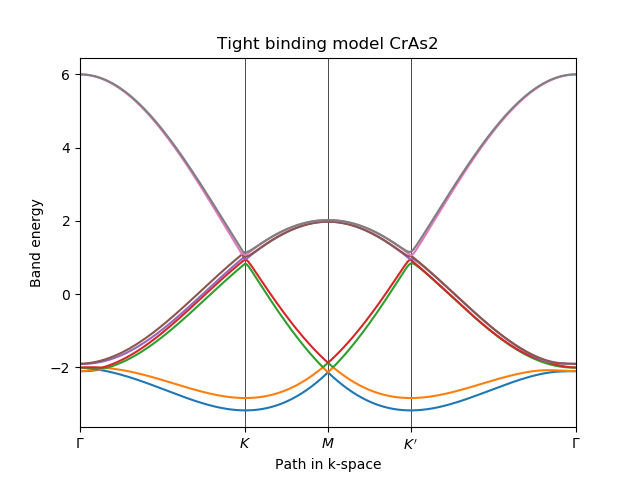 Tight binding model CrAs2
Band energy
6
4
2
0
−2
Γ K M K′ Γ
Path in k-space